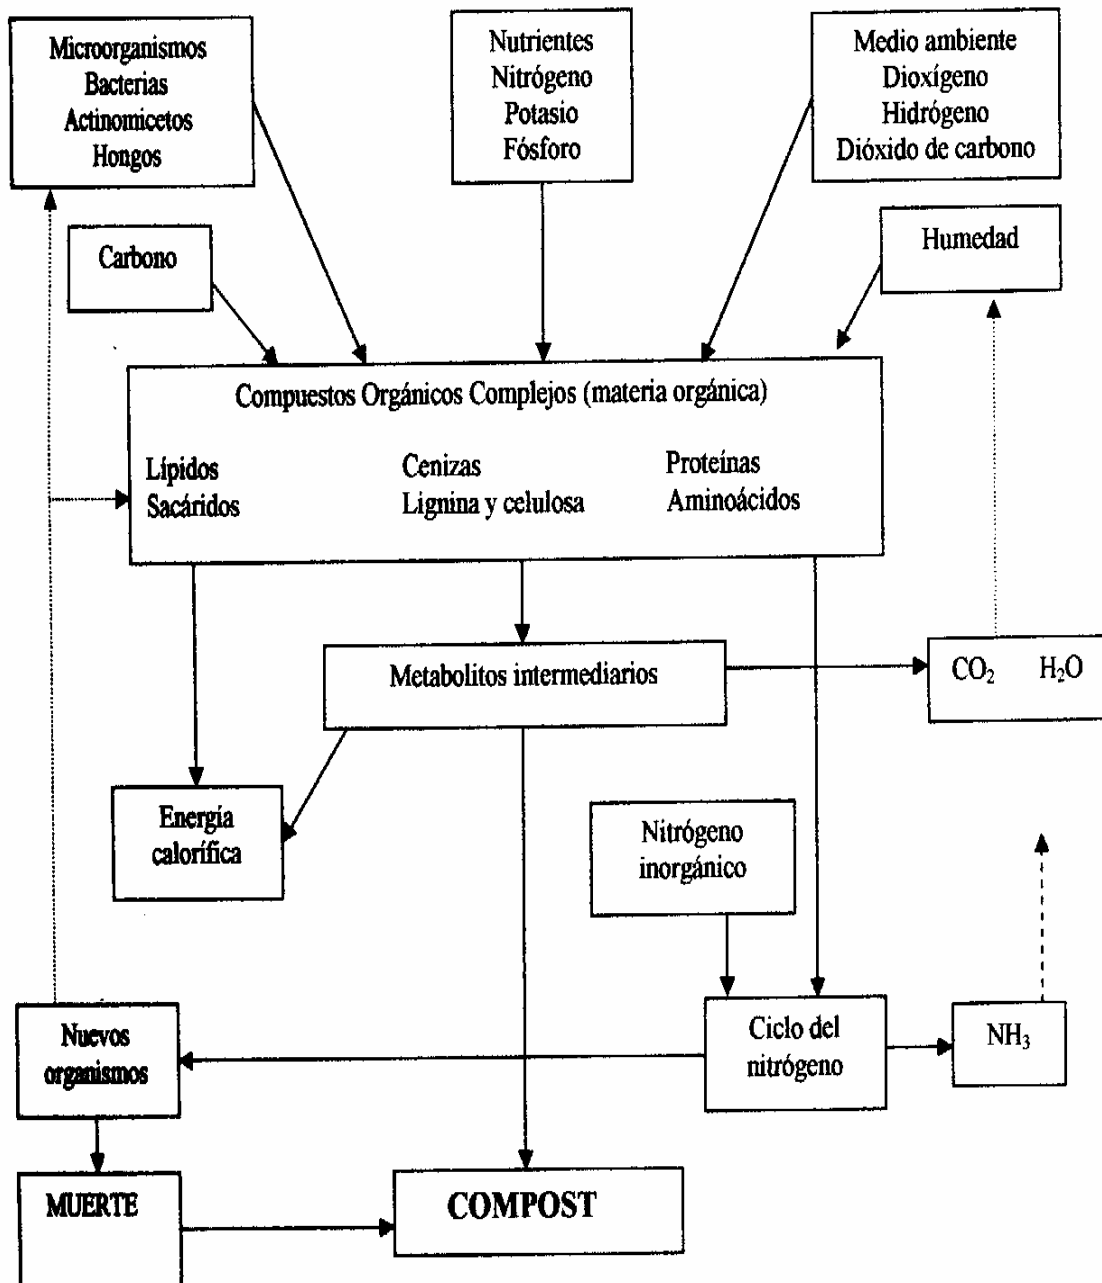 Microorganismos
Bacterias
Actinomicetos
Hongos
Nutrientes
Nitrógeno
Potasio
Fósforo
Medio ambiente
Dioxígeno
Hidrógeno
Dióxido de carbono
Carbono
Humedad
Compuestos Orgánicos Complejos (materia orgánica)
Lípidos
Sacáridos
Cenizas
Lignina y celulosa
Proteínas
Aminoácidos
Metabolitos intermediarios
CO₂ H₂O
Energía
calorífica
Nitrógeno
inorgánico
Nuevos
organismos
Ciclo del
nitrógeno
NH₃
MUERTE
COMPOST